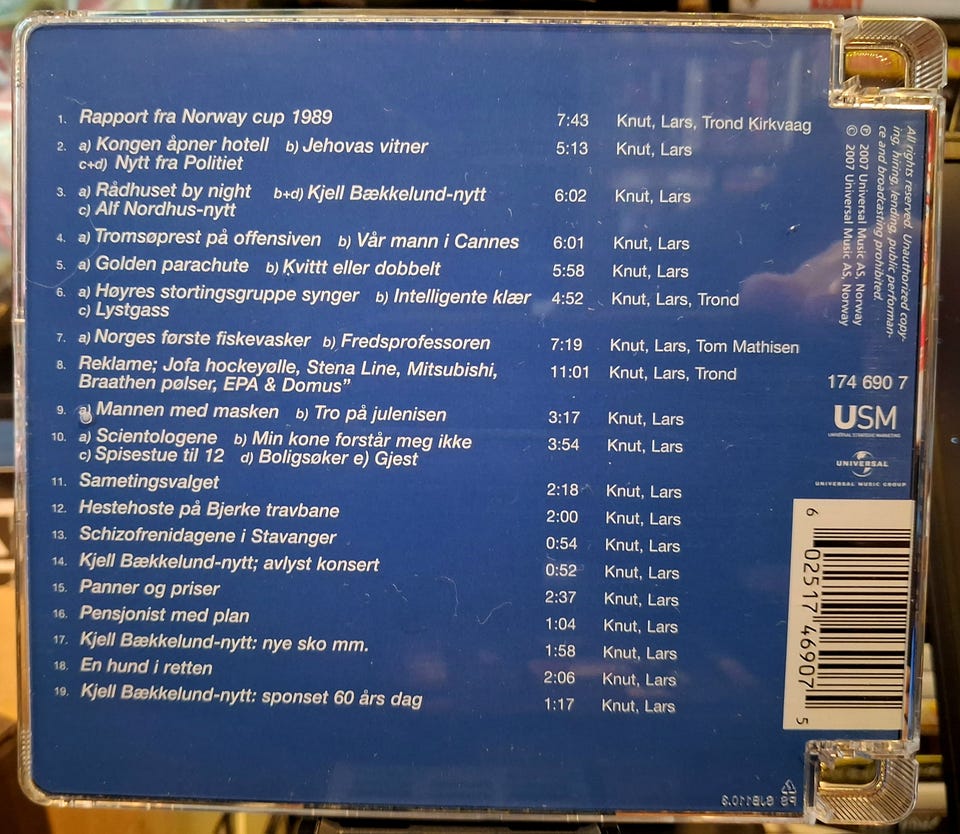 1. Rapport fra Norway cup 1989 7:43 Knut, Lars, Trond Kirkvaag
2. a) Kongen åpner hotell b) Jehovas vitner 5:13 Knut, Lars
c+d) Nytt fra Politiet
3. a) Rådhuset by night b+d) Kjell Bækkelund-nytt 6:02 Knut, Lars
c) Alf Nordhus-nytt
4. a) Tromsøprest på offensiven b) Vår mann i Cannes 6:01 Knut, Lars
5. a) Golden parachute b) Kvittt eller dobbelt 5:58 Knut, Lars
6. a) Høyres stortingsgruppe synger b) Intelligente klær 4:52 Knut, Lars, Trond
c) Lystgass
7. a) Norges første fiskevasker b) Fredsprofessoren 7:19 Knut, Lars, Tom Mathisen
8. Reklame; Jofa hockeyølle, Stena Line, Mitsubishi, 11:01 Knut, Lars, Trond
Braathen pølser, EPA & Domus”
9. a) Mannen med masken b) Tro på julenisen 3:17 Knut, Lars
10. a) Scientologene b) Min kone forstår meg ikke 3:54 Knut, Lars
c) Spisestue til 12 d) Boligsøker e) Gjest
11. Sametingsvalget 2:18 Knut, Lars
12. Hestehoste på Bjerke travbane 2:00 Knut, Lars
13. Schizofrenidagene i Stavanger 0:54 Knut, Lars
14. Kjell Bækkelund-nytt; avlyst konsert 0:52 Knut, Lars
15. Panner og priser 2:37 Knut, Lars
16. Pensjonist med plan 1:04 Knut, Lars
17. Kjell Bækkelund-nytt: nye sko mm. 1:58 Knut, Lars
18. En hund i retten 2:06 Knut, Lars
19. Kjell Bækkelund-nytt: sponset 60 års dag 1:17 Knut, Lars
All rights reserved. Unauthorized copy-
ing, hiring, lending, public performan-
ce and broadcasting prohibited.
℗ 2007 Universal Music AS, Norway
© 2007 Universal Music AS, Norway
174 690 7
USM
UNIVERSAL STRATEGIC MARKETING
UNIVERSAL
UNIVERSAL MUSIC GROUP
6 02517 46907 5